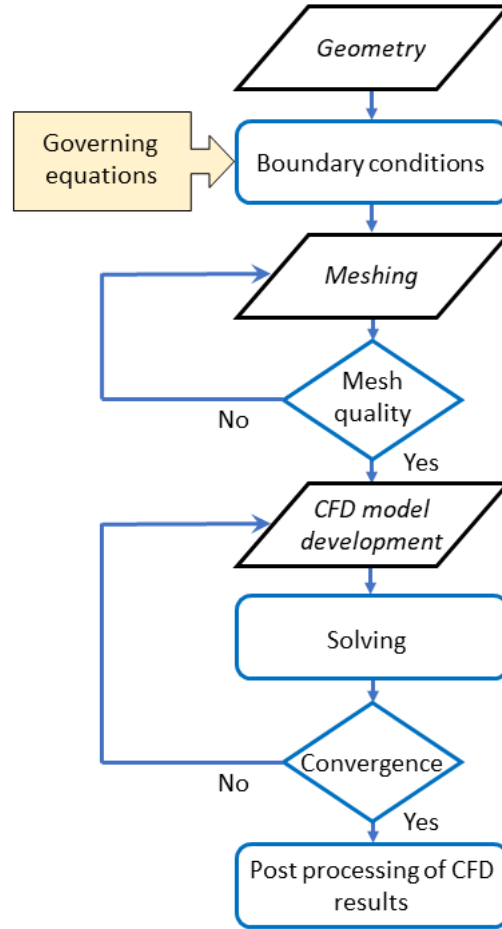 Geometry
Governing
equations
Boundary conditions
Meshing
Mesh
quality
No
Yes
CFD model
development
Solving
Convergence
No
Yes
Post processing of CFD
results